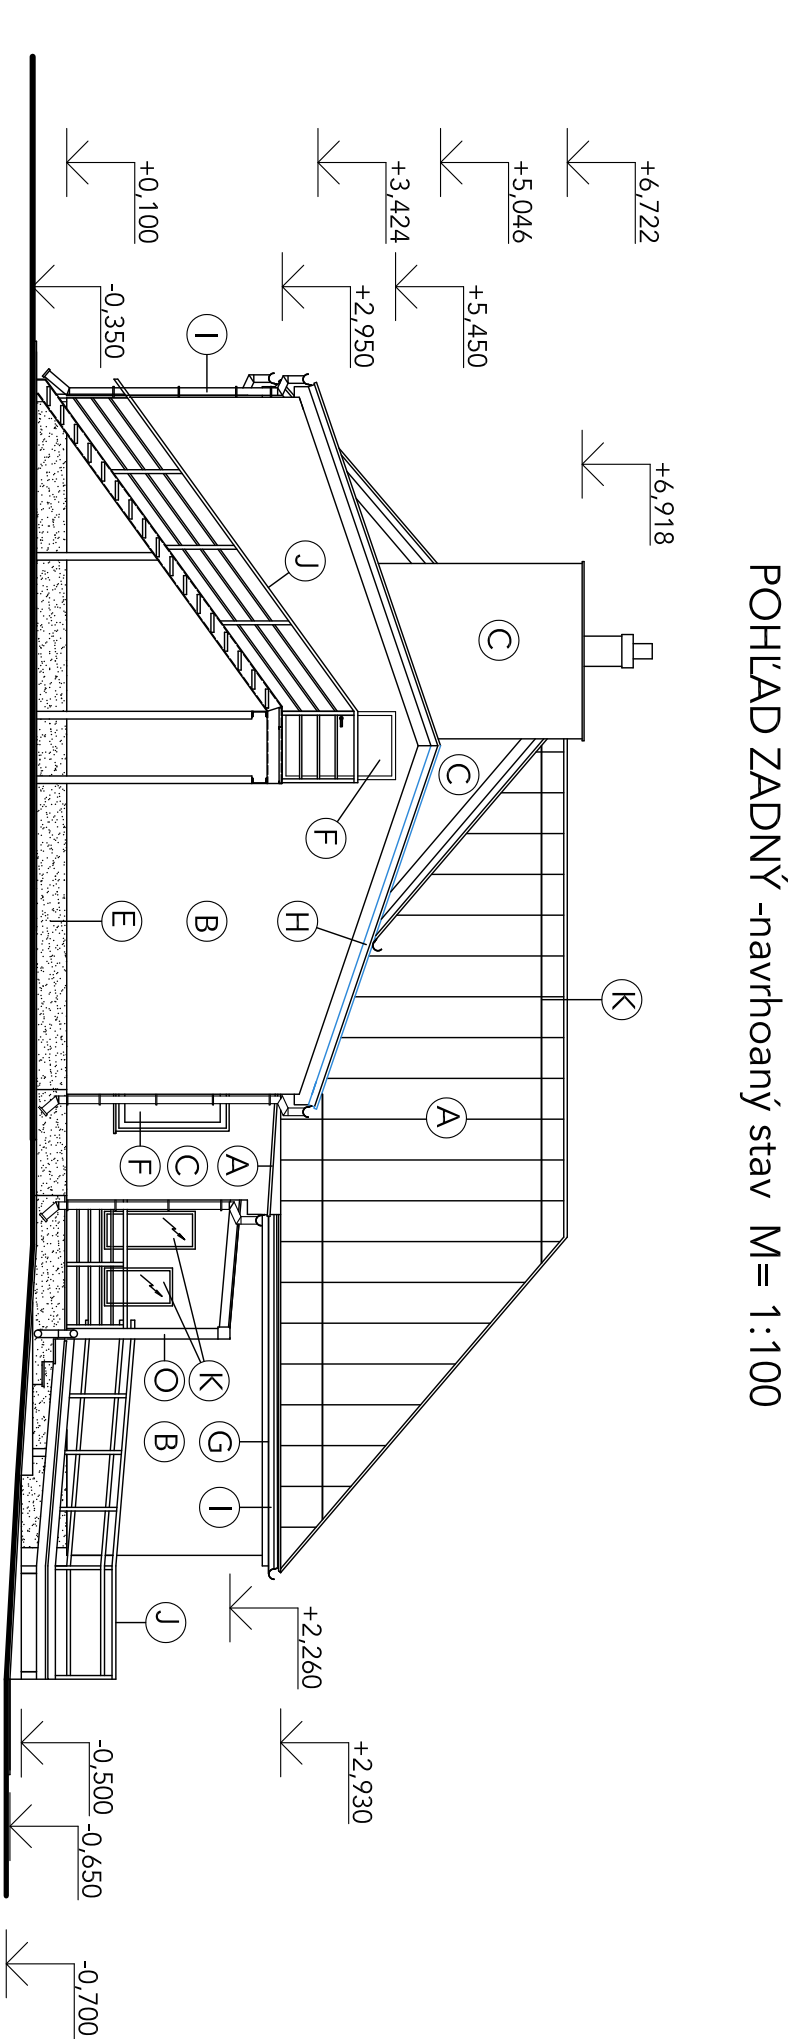 POHĽAD ZADNÝ -navrhoaný stav M= 1:100
+6,918
+6,722
+5,046
+5,450
+3,424
+2,950
+0,100
-0,350
+2,930
+2,260
-0,500
-0,650
-0,700
K
C
C
A
J
F
H
I
E
B
F
C
A
K
O
B
G
I
J